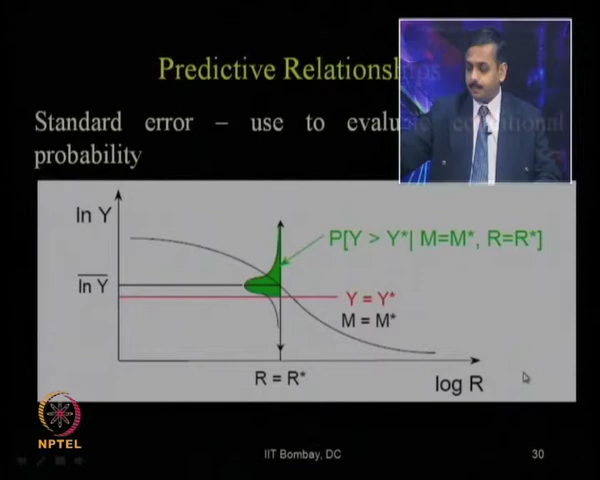 Predictive Relationships
Standard error – use to evaluate conditional
probability
ln Y
P[Y > Y*| M=M*, R=R*]
ln Y
Y = Y*
M = M*
R = R*
log R
NPTEL
IIT Bombay, DC
30